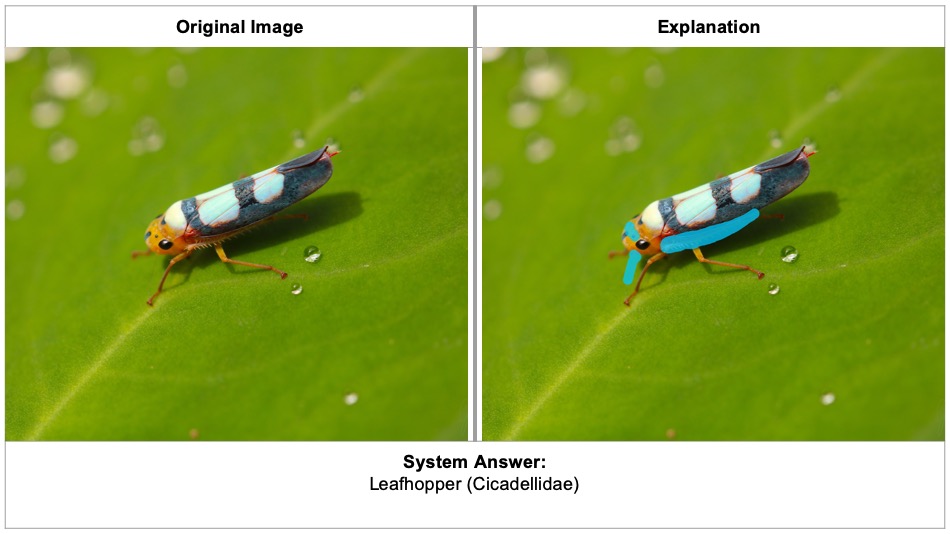 Original Image
Explanation
System Answer:
Leafhopper (Cicadellidae)